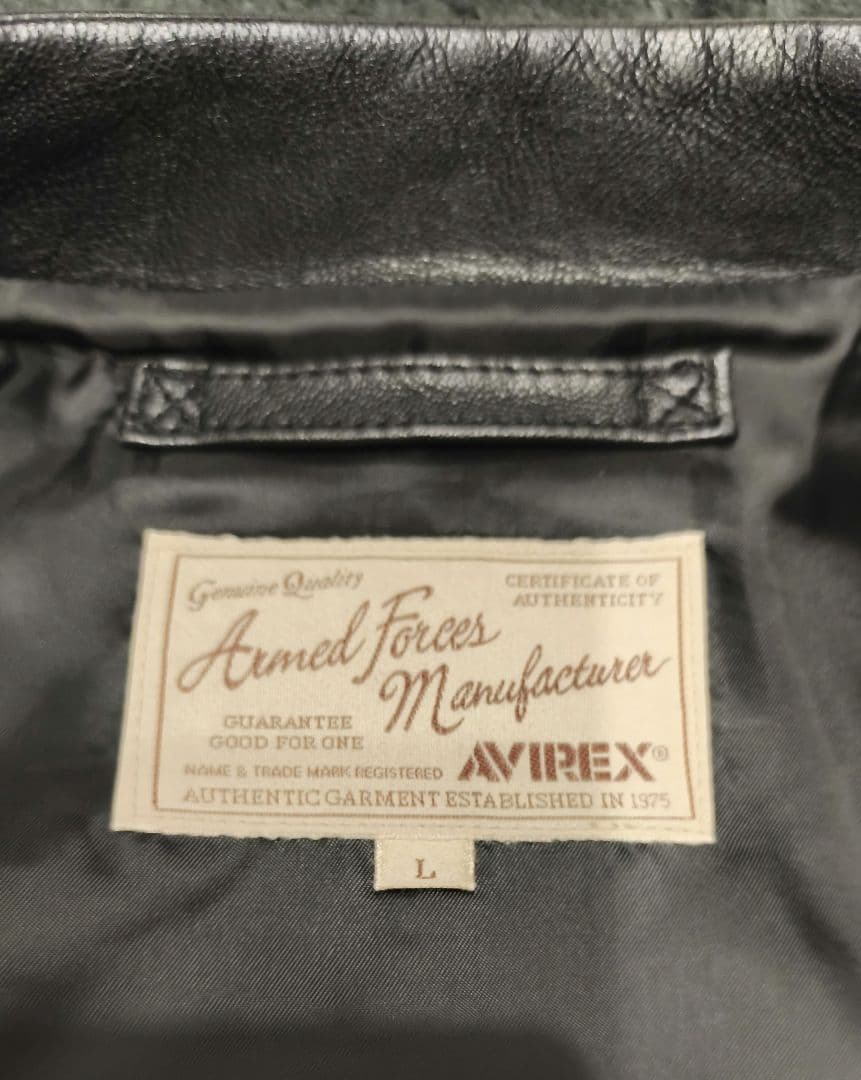 Genuine Quality
CERTIFICATE OF
AUTHENTICITY
Armed Forces
Manufacturer
GUARANTEE
GOOD FOR ONE
NAME & TRADE MARK REGISTERED
AVIREX®
AUTHENTIC GARMENT ESTABLISHED IN 1975
L